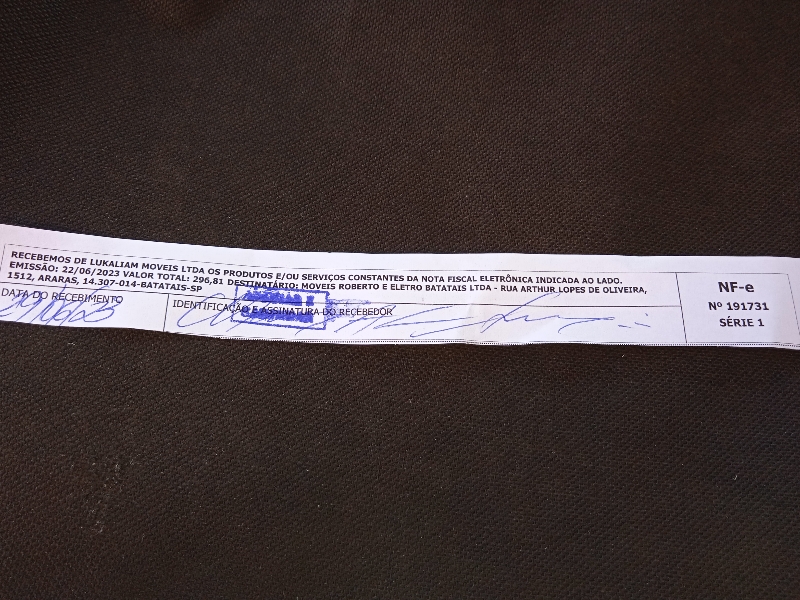 RECEBEMOS DE LUKALIAM MOVEIS LTDA OS PRODUTOS E/OU SERVIÇOS CONSTANTES DA NOTA FISCAL ELETRÔNICA INDICADA AO LADO.
EMISSÃO: 22/06/2023 VALOR TOTAL: 296,81 DESTINATÁRIO: MOVEIS ROBERTO E ELETRO BATATAIS LTDA - RUA ARTHUR LOPES DE OLIVEIRA,
1512, ARARAS, 14.307-014-BATATAIS-SP
DATA DO RECEBIMENTO
IDENTIFICAÇÃO E ASSINATURA DO RECEBEDOR
NF-e
Nº 191731
SÉRIE 1